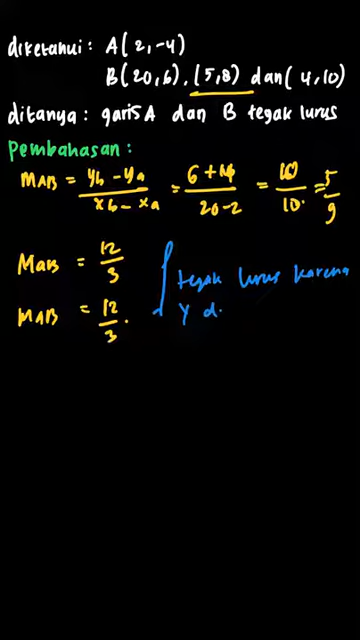 diketahui : A(2,-4)
B(20,6), (5,8) dan (4,10)
ditanya : garis A dan B tegak lurus
Pembahasan :
MAB = yb - ya / xb - xa = 6 + 4 / 20 - 2 = 10 / 10. = 5 / 9
MAB = 12 / 3
tegak lurus karena
MAB = 12 / 3 .
y d.